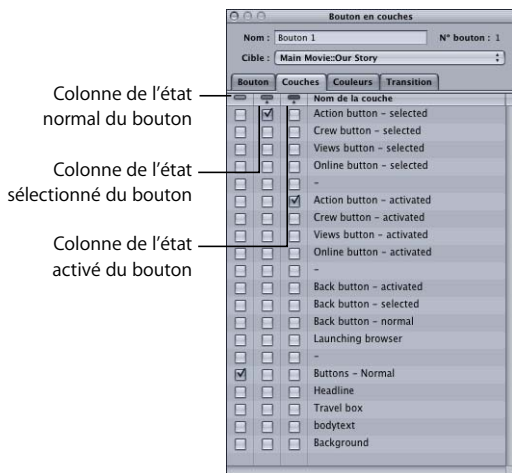 Bouton en couches
Nom : Bouton 1 N° bouton : 1
Cible : Main Movie::Our Story
Bouton Couches Couleurs Transition
Nom de la couche
Colonne de l'état
normal du bouton
Colonne de l'état
sélectionné du bouton
Colonne de l'état
activé du bouton
Action button – selected
Crew button – selected
Views button – selected
Online button – selected
–
Action button – activated
Crew button – activated
Views button – activated
Online button – activated
–
Back button – activated
Back button – selected
Back button – normal
Launching browser
–
Buttons – Normal
Headline
Travel box
bodytext
Background